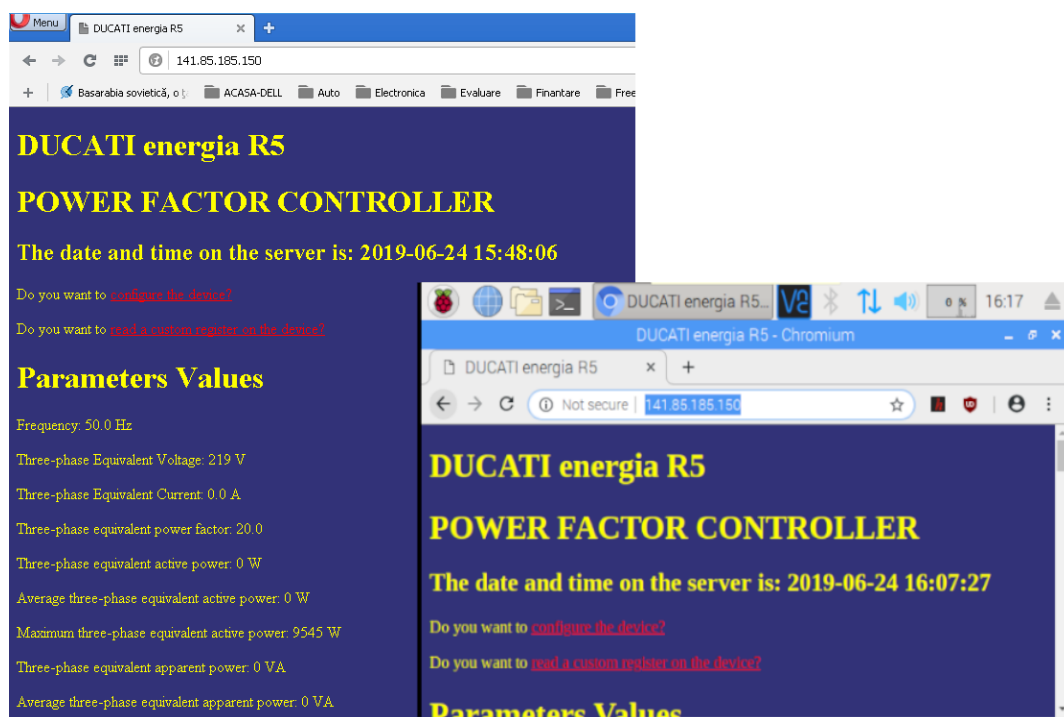 Menu
DUCATI energia R5
141.85.185.150
Basarabia sovietică, o
ACASA-DELL
Auto
Electronica
Evaluare
Finantare
Free
DUCATI energia R5
POWER FACTOR CONTROLLER
The date and time on the server is: 2019-06-24 15:48:06
Do you want to configure the device?
Do you want to read a custom register on the device?
Parameters Values
Frequency: 50.0 Hz
Three-phase Equivalent Voltage: 219 V
Three-phase Equivalent Current: 0.0 A
Three-phase equivalent power factor: 20.0
Three-phase equivalent active power: 0 W
Average three-phase equivalent active power: 0 W
Maximum three-phase equivalent active power: 9545 W
Three-phase equivalent apparent power: 0 VA
Average three-phase equivalent apparent power: 0 VA
DUCATI energia R5...
0 %
16:17
DUCATI energia R5 - Chromium
DUCATI energia R5
Not secure
141.85.185.150
DUCATI energia R5
POWER FACTOR CONTROLLER
The date and time on the server is: 2019-06-24 16:07:27
Do you want to configure the device?
Do you want to read a custom register on the device?
Parameters Values